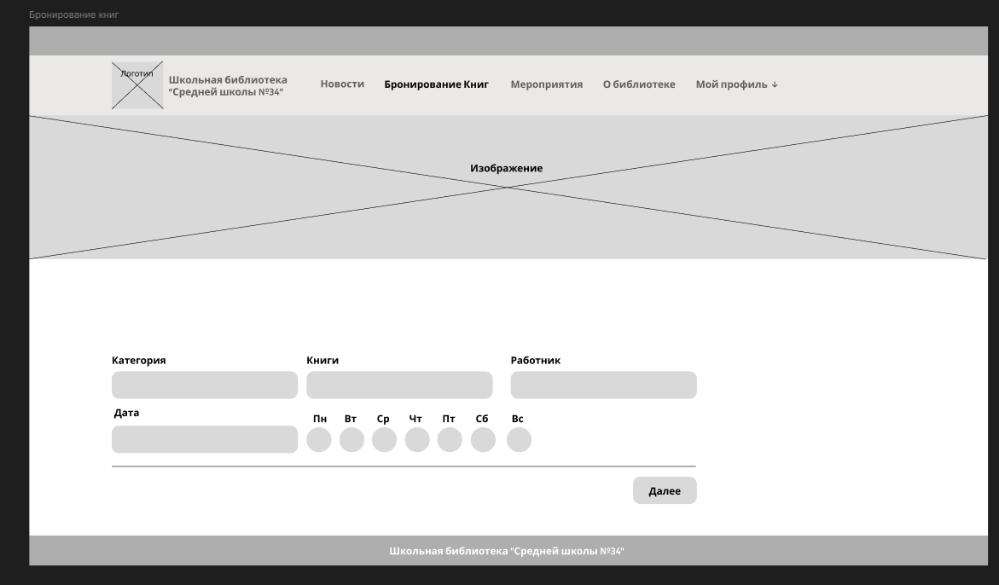 Бронирование книг
Логотип
Школьная библиотека
"Средней школы №34"
Новости
Бронирование Книг
Мероприятия
О библиотеке
Мой профиль ↓
Изображение
Категория
Книги
Работник
Дата
Пн Вт Ср Чт Пт Сб Вс
Далее
Школьная библиотека "Средней школы №34"